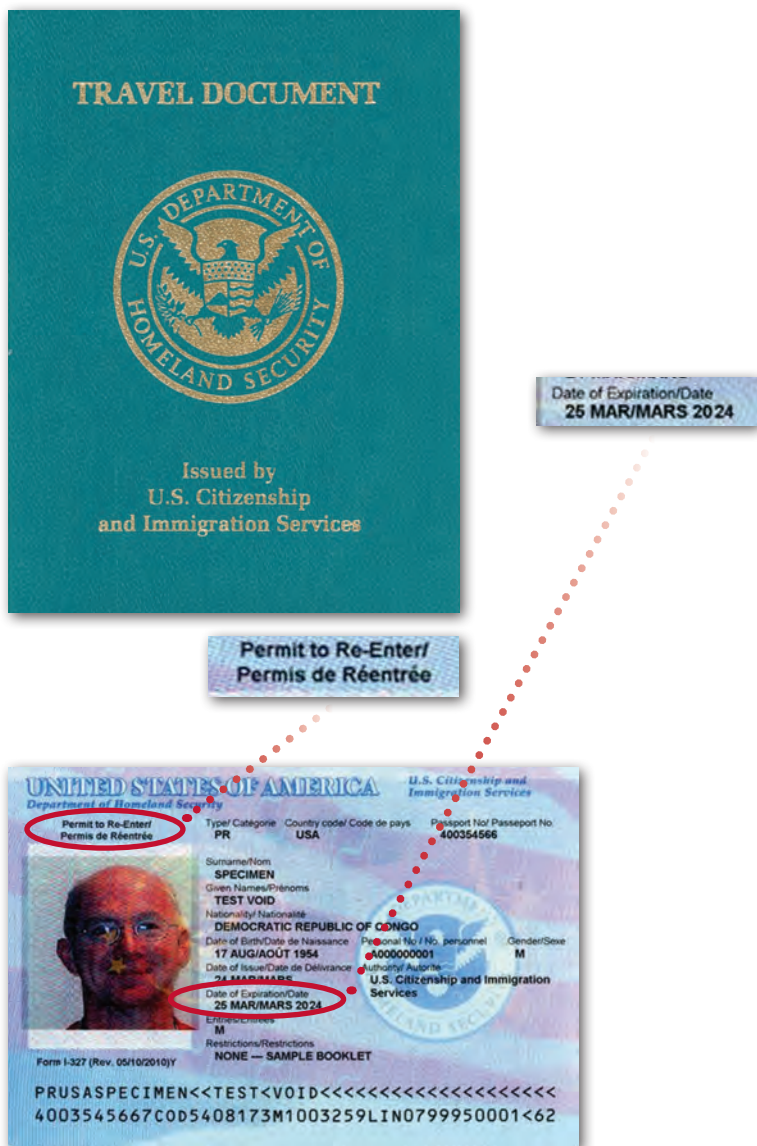 TRAVEL DOCUMENT
U.S. DEPARTMENT OF
HOMELAND SECURITY
Issued by
U.S. Citizenship
and Immigration Services
Date of Expiration/Date
25 MAR/MARS 2024
Permit to Re-Enter/
Permis de Réentrée
UNITED STATES OF AMERICA
Department of Homeland Security
U.S. Citizenship and
Immigration Services
Permit to Re-Enter/
Permis de Réentrée
Type/ Catégorie Country code/ Code de pays Passport No/ Passeport No.
PR USA 400354566
Surname/Nom
SPECIMEN
Given Names/Prénoms
TEST VOID
Nationality/ Nationalité
DEMOCRATIC REPUBLIC OF CONGO
Date of Birth/Date de Naissance Personal No / No. personnel Gender/Sexe
17 AUG/AOÛT 1954 A000000001 M
Date of Issue/Date de Délivrance Authority/ Autorité
24 MAR/MARS U.S. Citizenship and Immigration
Services
Date of Expiration/Date
25 MAR/MARS 2024
Entries/Entrées
M
Restrictions/Restrictions
NONE — SAMPLE BOOKLET
Form I-327 (Rev. 05/10/2010)Y
PRUSASPECIMEN<<TEST<VOID<<<<<<<<<<<<<<<<<<<<
4003545667COD5408173M1003259LIN0799950001<62